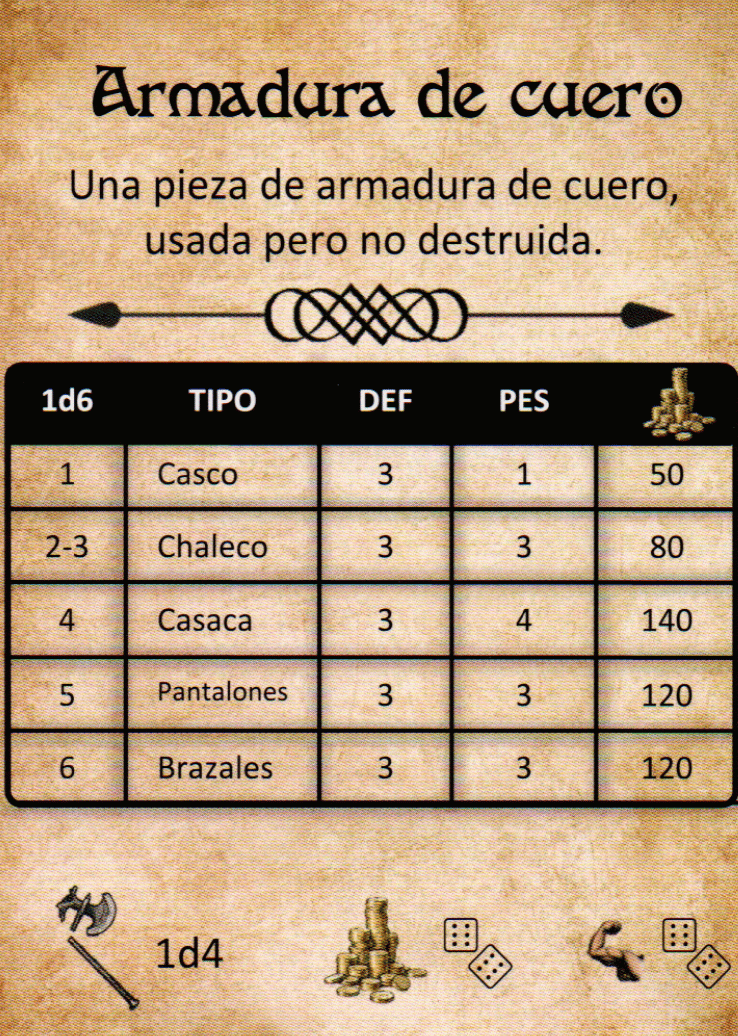 Armadura de cuero
Una pieza de armadura de cuero,
usada pero no destruida.
1d6 TIPO DEF PES
1 Casco 3 1 50
2-3 Chaleco 3 3 80
4 Casaca 3 4 140
5 Pantalones 3 3 120
6 Brazales 3 3 120
1d4